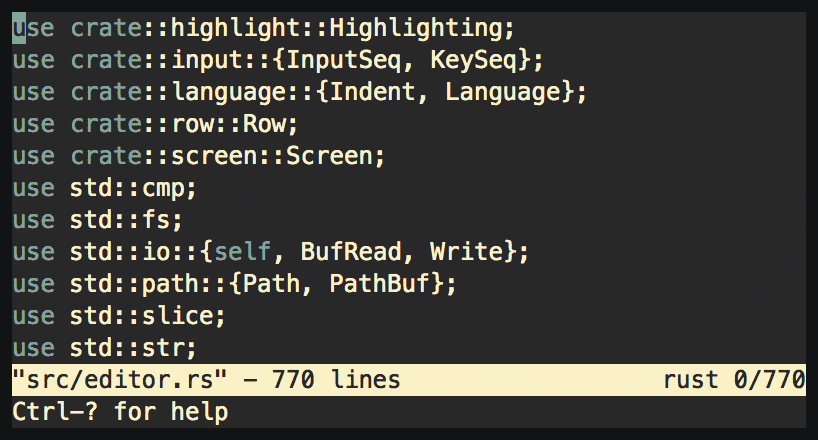 use crate::highlight::Highlighting;
use crate::input::{InputSeq, KeySeq};
use crate::language::{Indent, Language};
use crate::row::Row;
use crate::screen::Screen;
use std::cmp;
use std::fs;
use std::io::{self, BufRead, Write};
use std::path::{Path, PathBuf};
use std::slice;
use std::str;
"src/editor.rs" – 770 lines rust 0/770
Ctrl–? for help